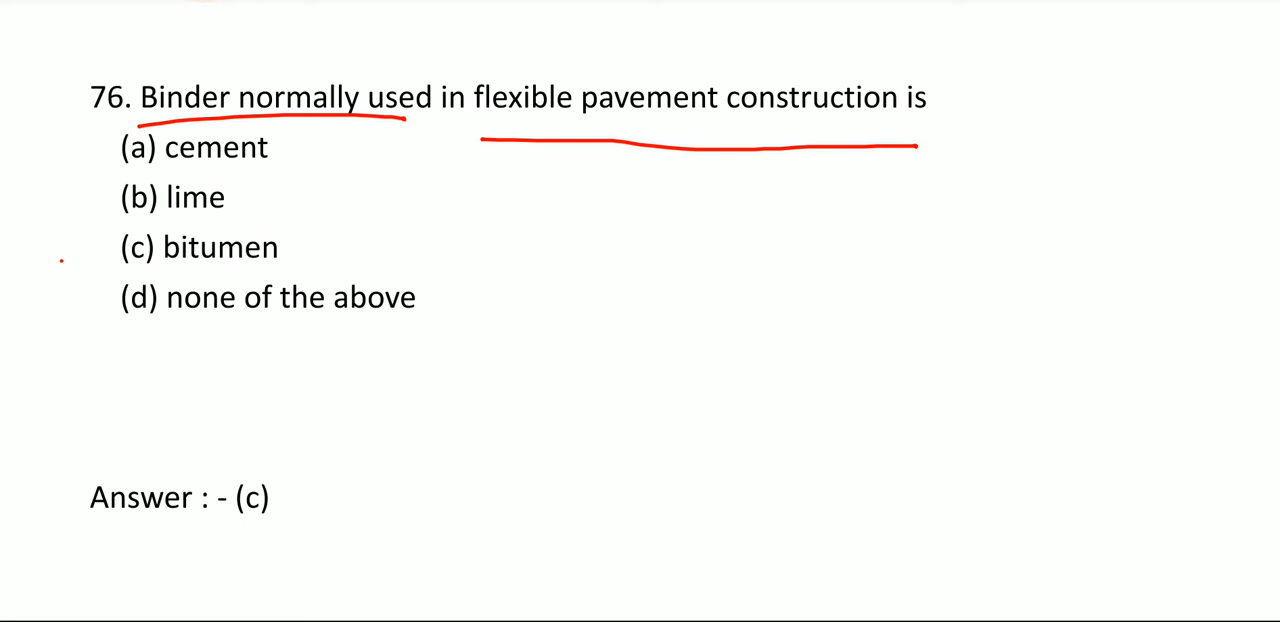 76. Binder normally used in flexible pavement construction is
(a) cement
(b) lime
(c) bitumen
(d) none of the above
Answer : - (c)